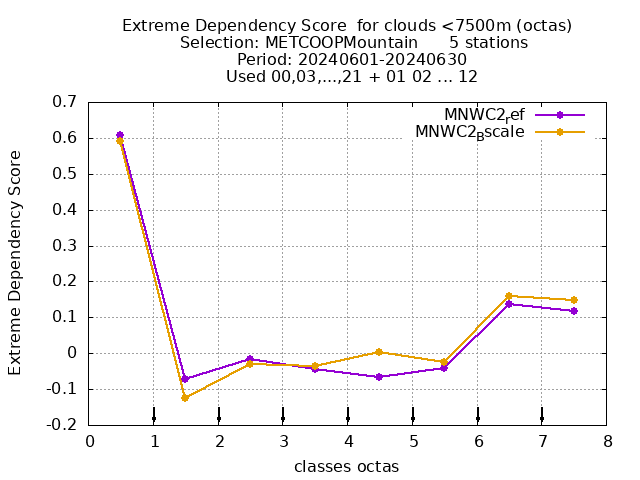 Extreme Dependency Score  for clouds <7500m (octas)
Selection: METCOOPMountain      5 stations
Period: 20240601-20240630
Used 00,03,...,21 + 01 02 ... 12
MNWC2ref
MNWC2Bscale
Extreme Dependency Score
0.7
0.6
0.5
0.4
0.3
0.2
0.1
0
-0.1
-0.2
0 1 2 3 4 5 6 7 8
classes octas